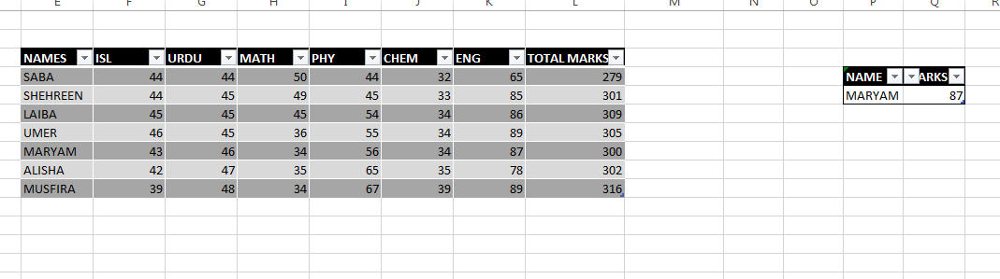 E F G H I J K L M N O P Q R
NAMES ISL URDU MATH PHY CHEM ENG TOTAL MARKS
SABA 44 44 50 44 32 65 279 NAME ARKS
SHEHREEN 44 45 49 45 33 85 301 MARYAM 87
LAIBA 45 45 45 54 34 86 309
UMER 46 45 36 55 34 89 305
MARYAM 43 46 34 56 34 87 300
ALISHA 42 47 35 65 35 78 302
MUSFIRA 39 48 34 67 39 89 316